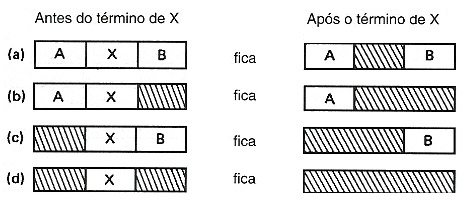 Antes do término de X Após o término de X
(a) A X B fica A B
(b) A X fica A
(c) X B fica B
(d) X fica